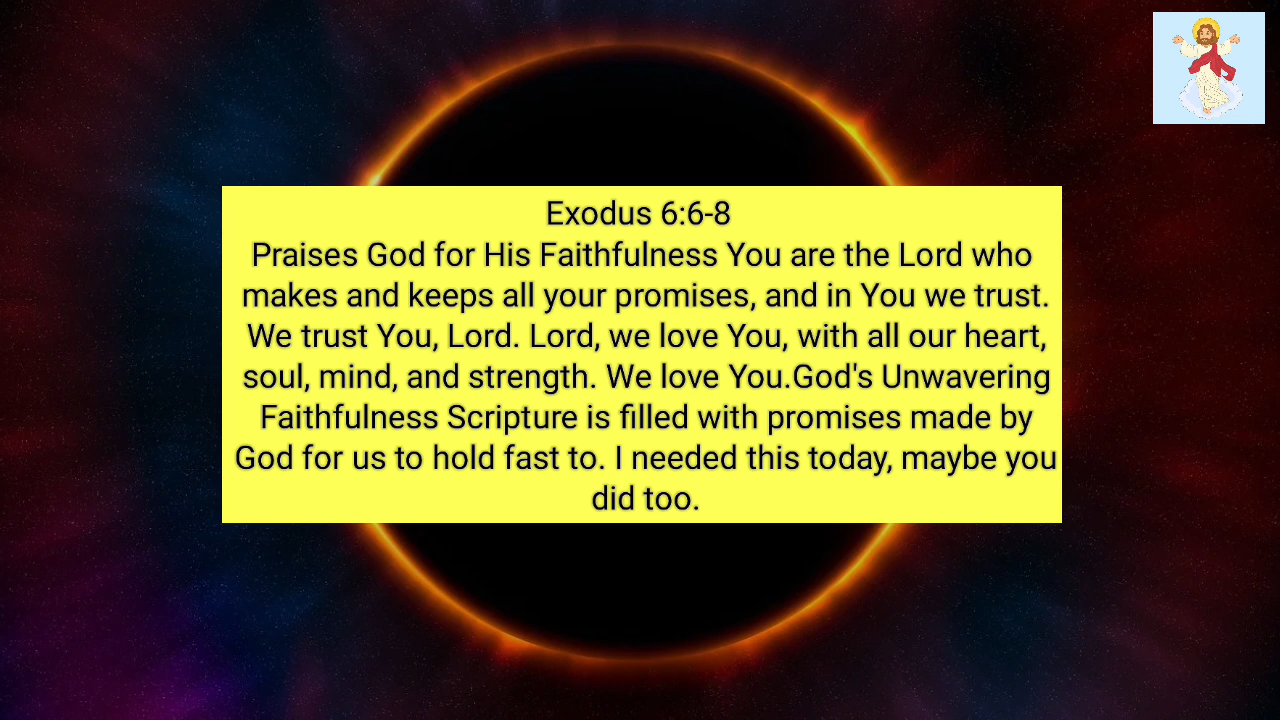 Exodus 6:6-8
Praises God for His Faithfulness You are the Lord who
makes and keeps all your promises, and in You we trust.
We trust You, Lord. Lord, we love You, with all our heart,
soul, mind, and strength. We love You.God's Unwavering
Faithfulness Scripture is filled with promises made by
God for us to hold fast to. I needed this today, maybe you
did too.